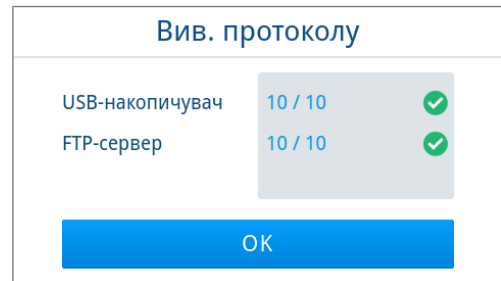 Вив. протоколу
USB-накопичувач 10 / 10
FTP-сервер 10 / 10
OK